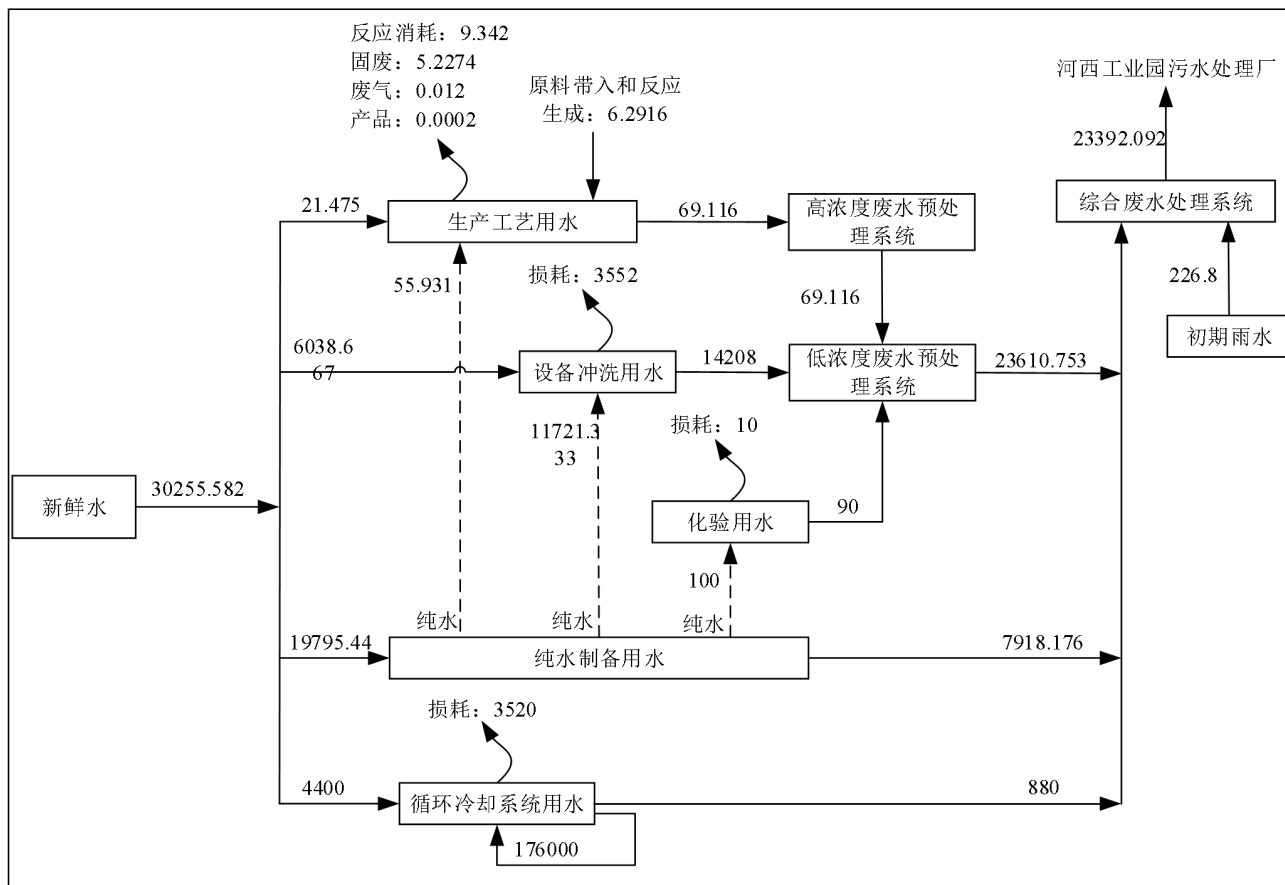 反应消耗：9.342
固废：5.2274
废气：0.012
产品：0.0002
原料带入和反应
生成：6.2916
河西工业园污水处理厂
23392.092
21.475
生产工艺用水
69.116
高浓度废水预处
理系统
综合废水处理系统
55.931
损耗：3552
69.116
226.8
初期雨水
6038.6
67
设备冲洗用水
14208
低浓度废水预处
理系统
23610.753
11721.3
33
损耗：10
新鲜水
30255.582
化验用水
90
100
纯水
纯水
纯水
19795.44
纯水制备用水
7918.176
损耗：3520
4400
循环冷却系统用水
880
176000